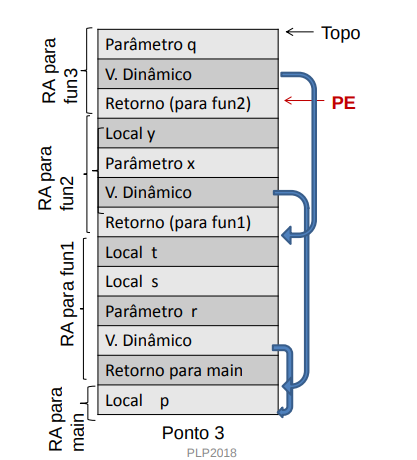 Topo
RA para
fun3
Parâmetro q
V. Dinâmico
Retorno (para fun2)
PE
RA para
fun2
Local y
Parâmetro x
V. Dinâmico
Retorno (para fun1)
RA para fun1
Local t
Local s
Parâmetro r
V. Dinâmico
Retorno para main
RA para
main
Local p
Ponto 3
PLP2018